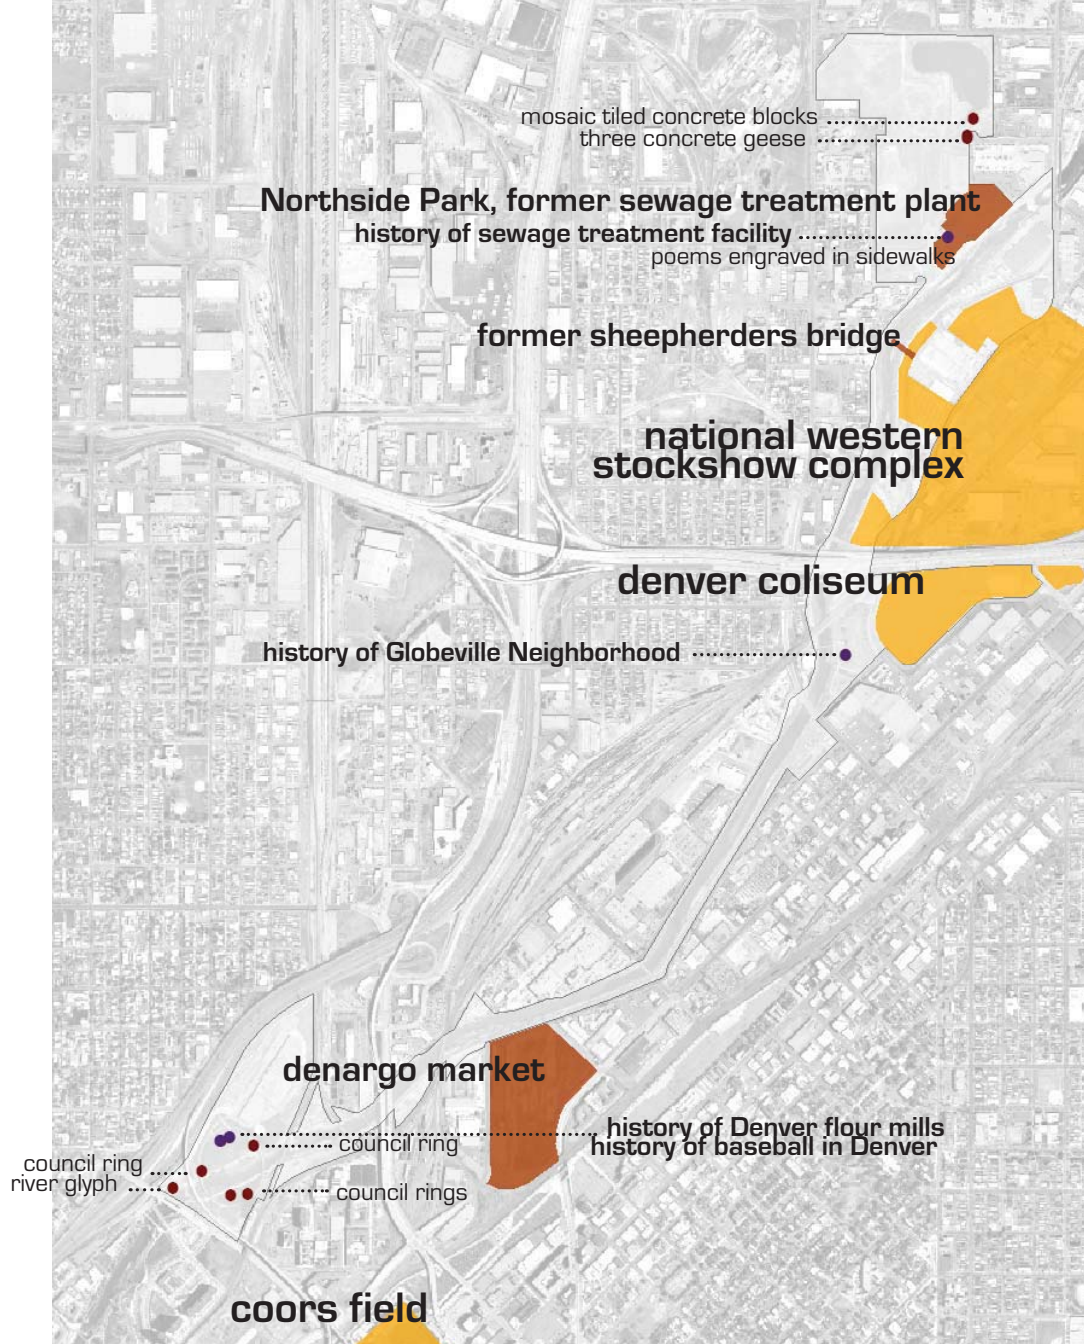 mosaic tiled concrete blocks
three concrete geese
Northside Park, former sewage treatment plant
history of sewage treatment facility
poems engraved in sidewalks
former sheepherders bridge
national western
stockshow complex
denver coliseum
history of Globeville Neighborhood
denargo market
history of Denver flour mills
history of baseball in Denver
council ring
council ring
river glyph
council rings
coors field